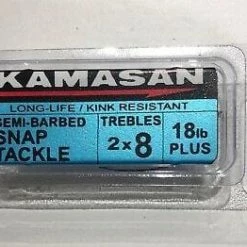 KAMASAN
LONG-LIFE / KINK RESISTANT
SEMI-BARBED
SNAP
TACKLE
TREBLES
2x8
18lb
PLUS